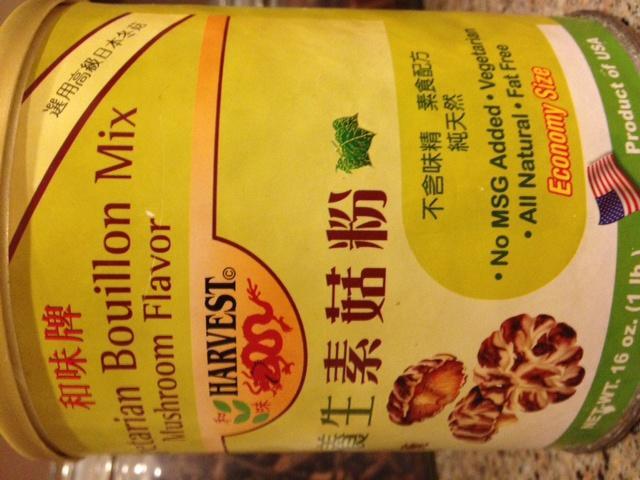 選用高級日本冬菇
和味牌
Vegetarian Bouillon Mix
Mushroom Flavor
HARVEST©
和味
養生素菇粉
不含味精 素食配方
純天然
• No MSG Added • Vegetarian
• All Natural • Fat Free
Economy Size
Product of USA
NET WT. 16 oz. (1 lb.)